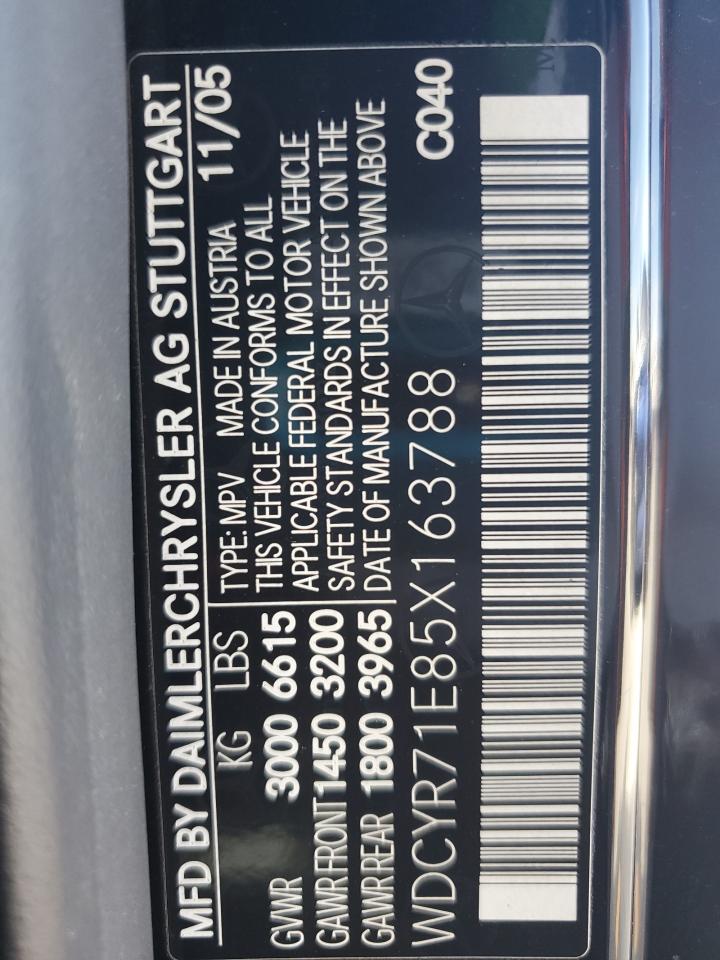 MFD BY DAIMLERCHRYSLER AG STUTTGART
KG LBS TYPE: MPV MADE IN AUSTRIA 11/05
GVWR 3000 6615 THIS VEHICLE CONFORMS TO ALL
APPLICABLE FEDERAL MOTOR VEHICLE
GAWR FRONT 1450 3200 SAFETY STANDARDS IN EFFECT ON THE
GAWR REAR 1800 3965 DATE OF MANUFACTURE, SHOWN ABOVE
WDCYR71E85X163788 C040